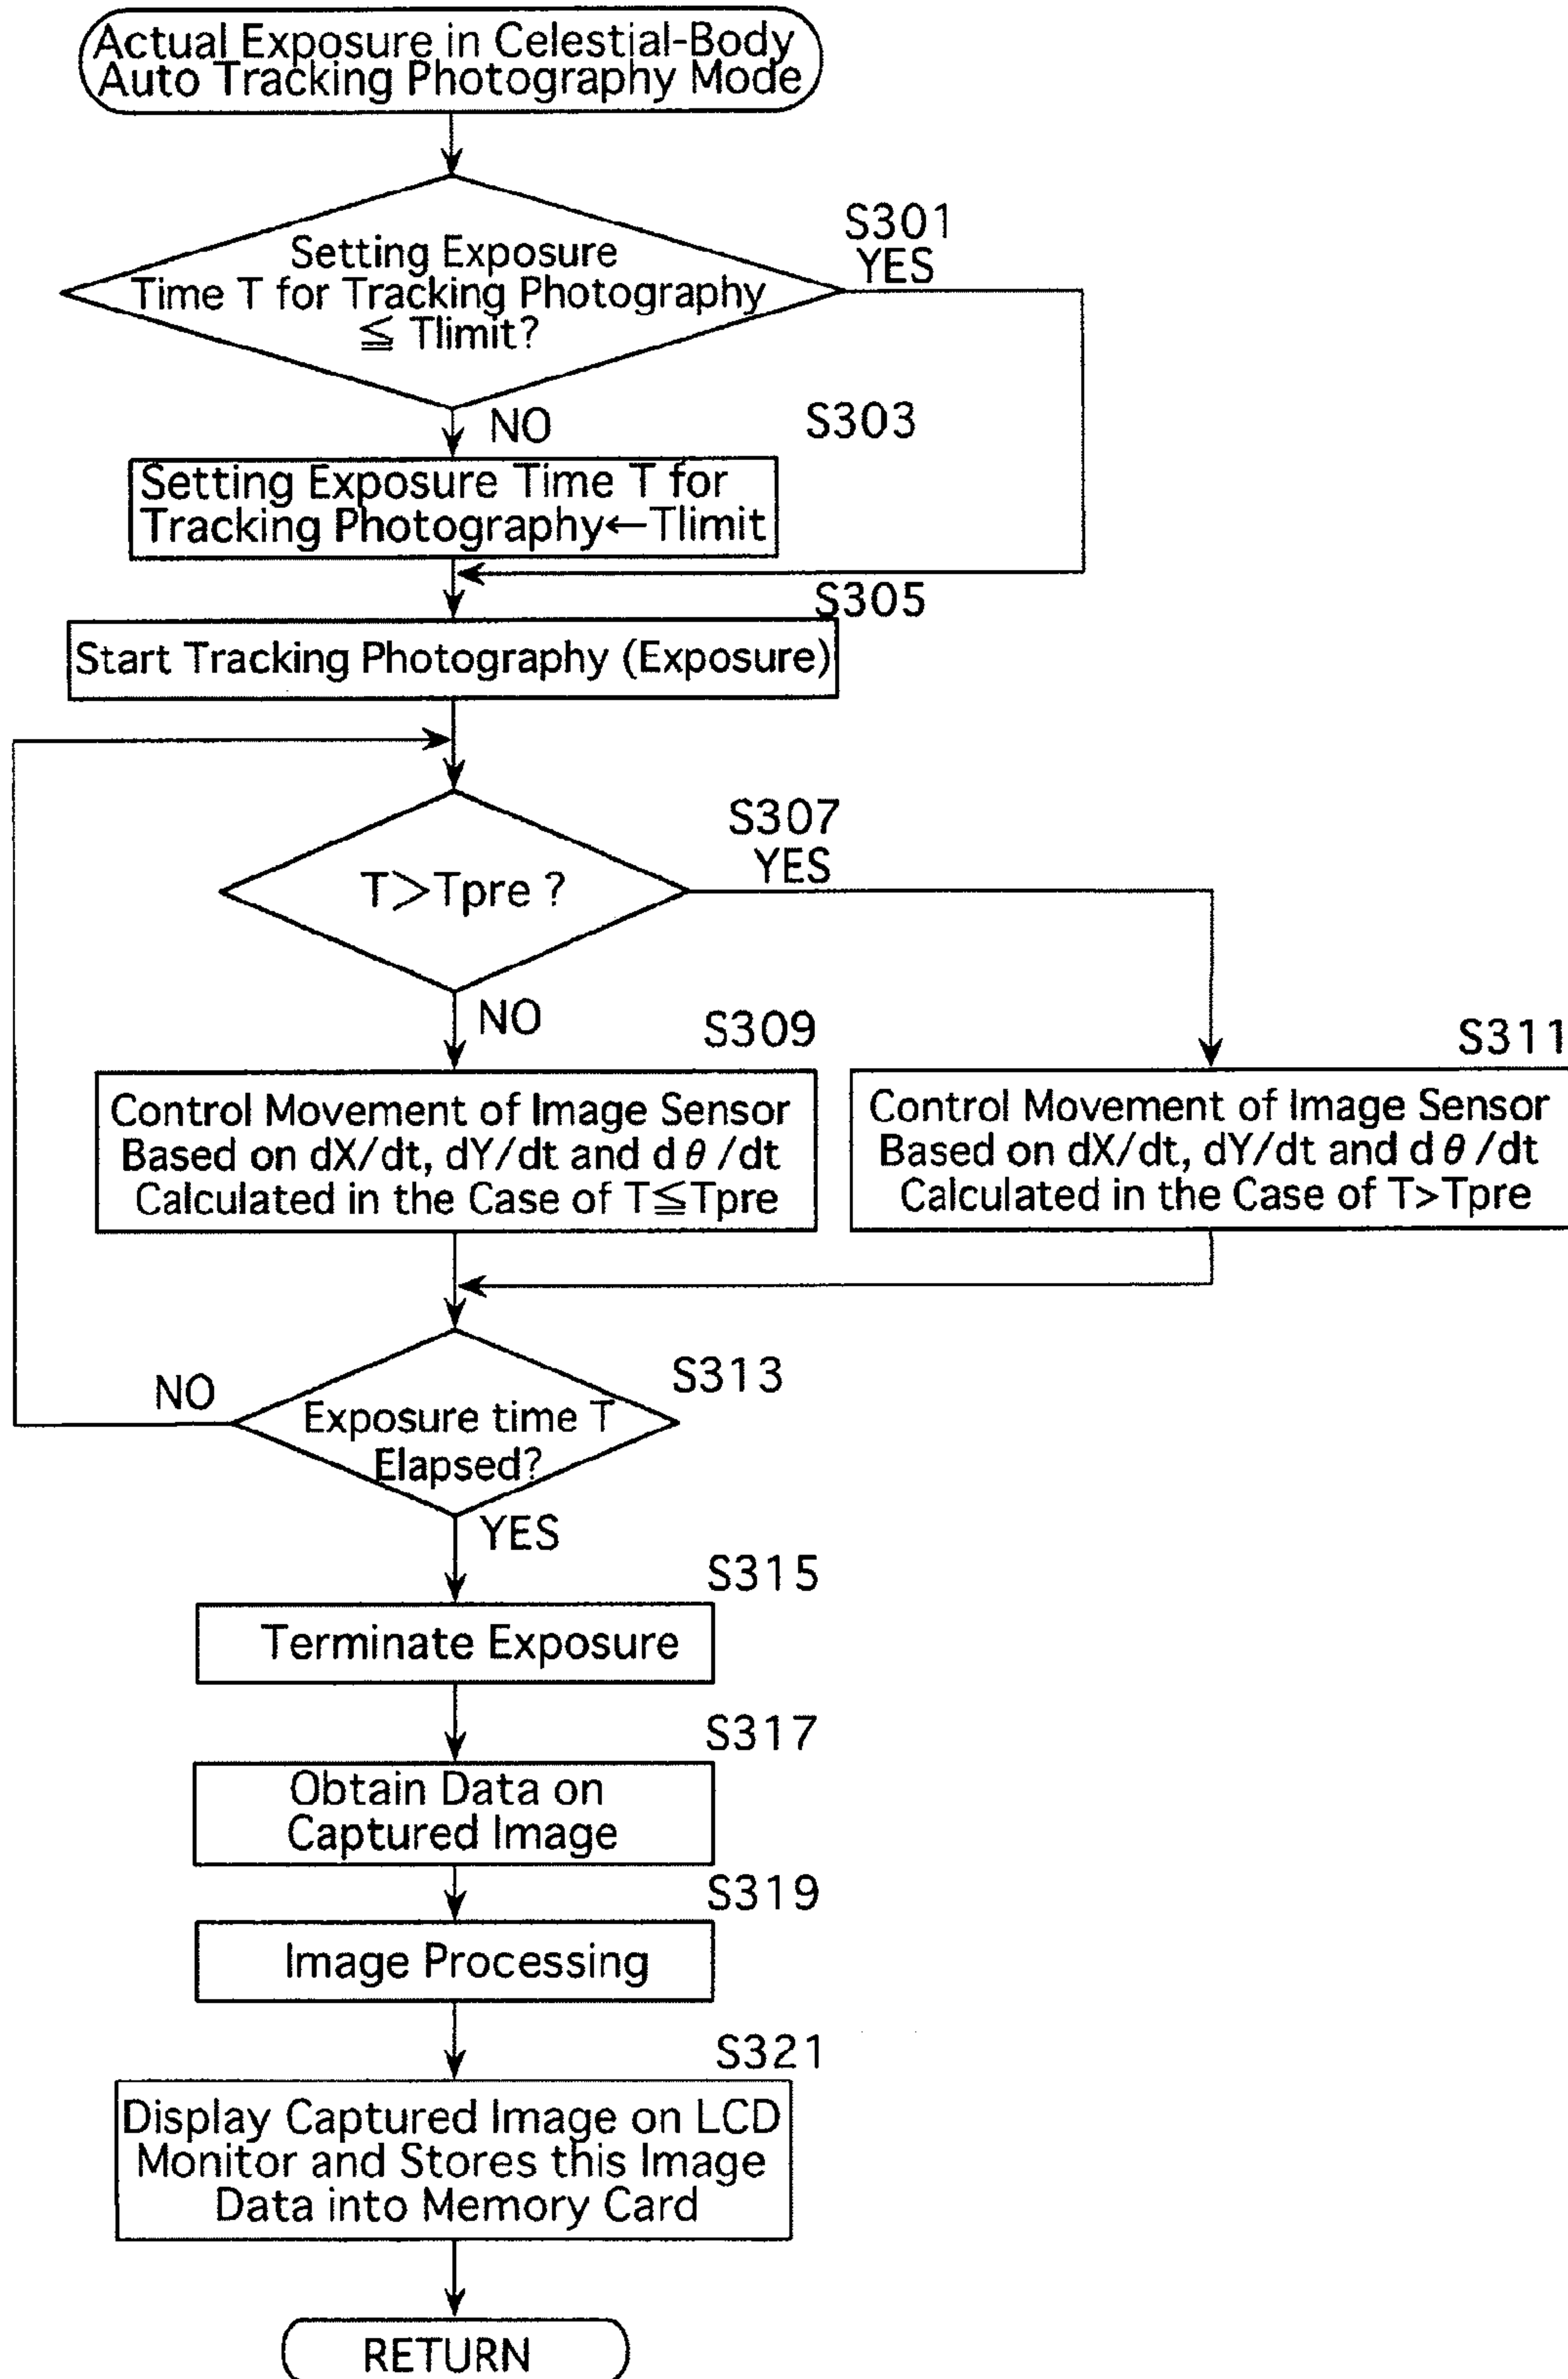 Actual Exposure in Celestial-Body
Auto Tracking Photography Mode
S301
YES
Setting Exposure
Time T for Tracking Photography
≦ Tlimit?
NO
S303
Setting Exposure Time T for
Tracking Photography←Tlimit
S305
Start Tracking Photography (Exposure)
S307
YES
T>Tpre ?
NO
S309
Control Movement of Image Sensor
Based on dX/dt, dY/dt and dθ/dt
Calculated in the Case of T≦Tpre
S311
Control Movement of Image Sensor
Based on dX/dt, dY/dt and dθ/dt
Calculated in the Case of T>Tpre
S313
NO
Exposure time T
Elapsed?
YES
S315
Terminate Exposure
S317
Obtain Data on
Captured Image
S319
Image Processing
S321
Display Captured Image on LCD
Monitor and Stores this Image
Data into Memory Card
RETURN